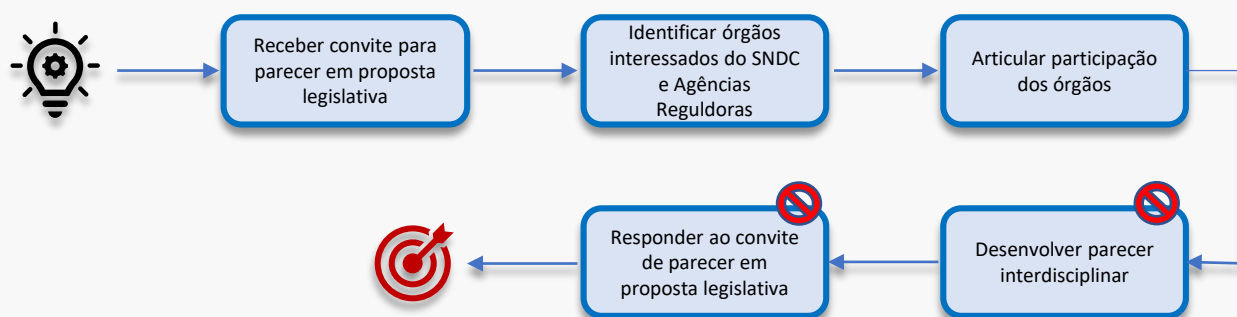 Receber convite para
parecer em proposta
legislativa
Identificar órgãos
interessados do SNDC
e Agências
Reguldoras
Articular participação
dos órgãos
Responder ao convite
de parecer em
proposta legislativa
Desenvolver parecer
interdisciplinar